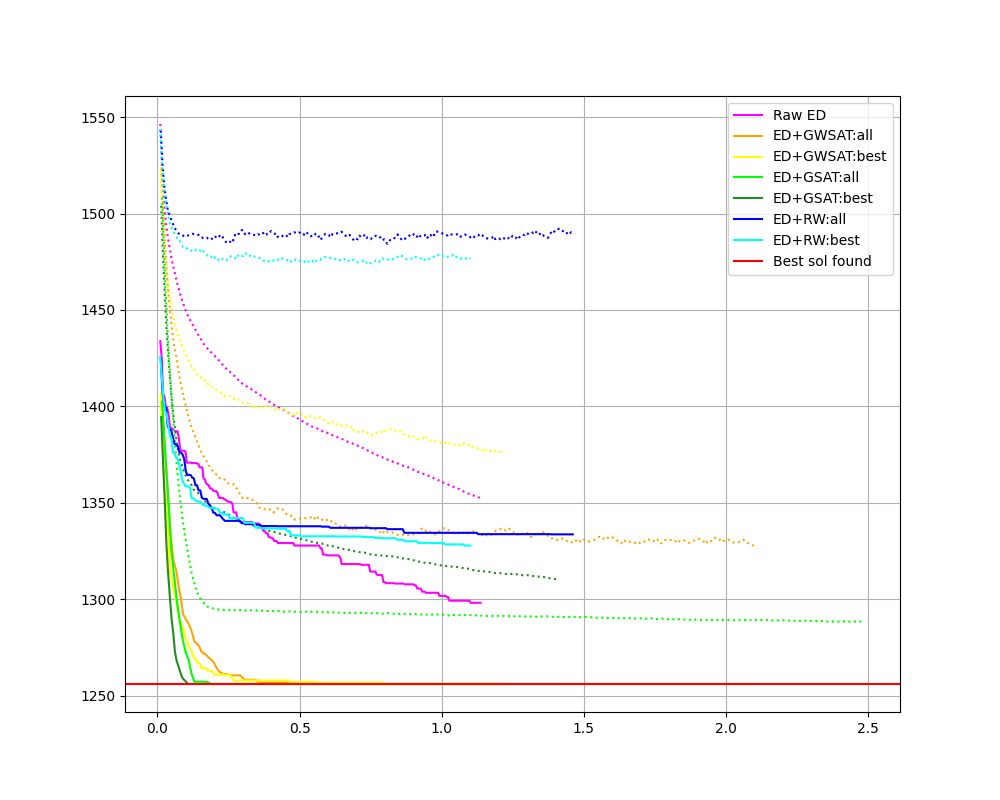 1550
1500
1450
1400
1350
1300
1250
0.0 0.5 1.0 1.5 2.0 2.5
Raw ED
ED+GWSAT:all
ED+GWSAT:best
ED+GSAT:all
ED+GSAT:best
ED+RW:all
ED+RW:best
Best sol found